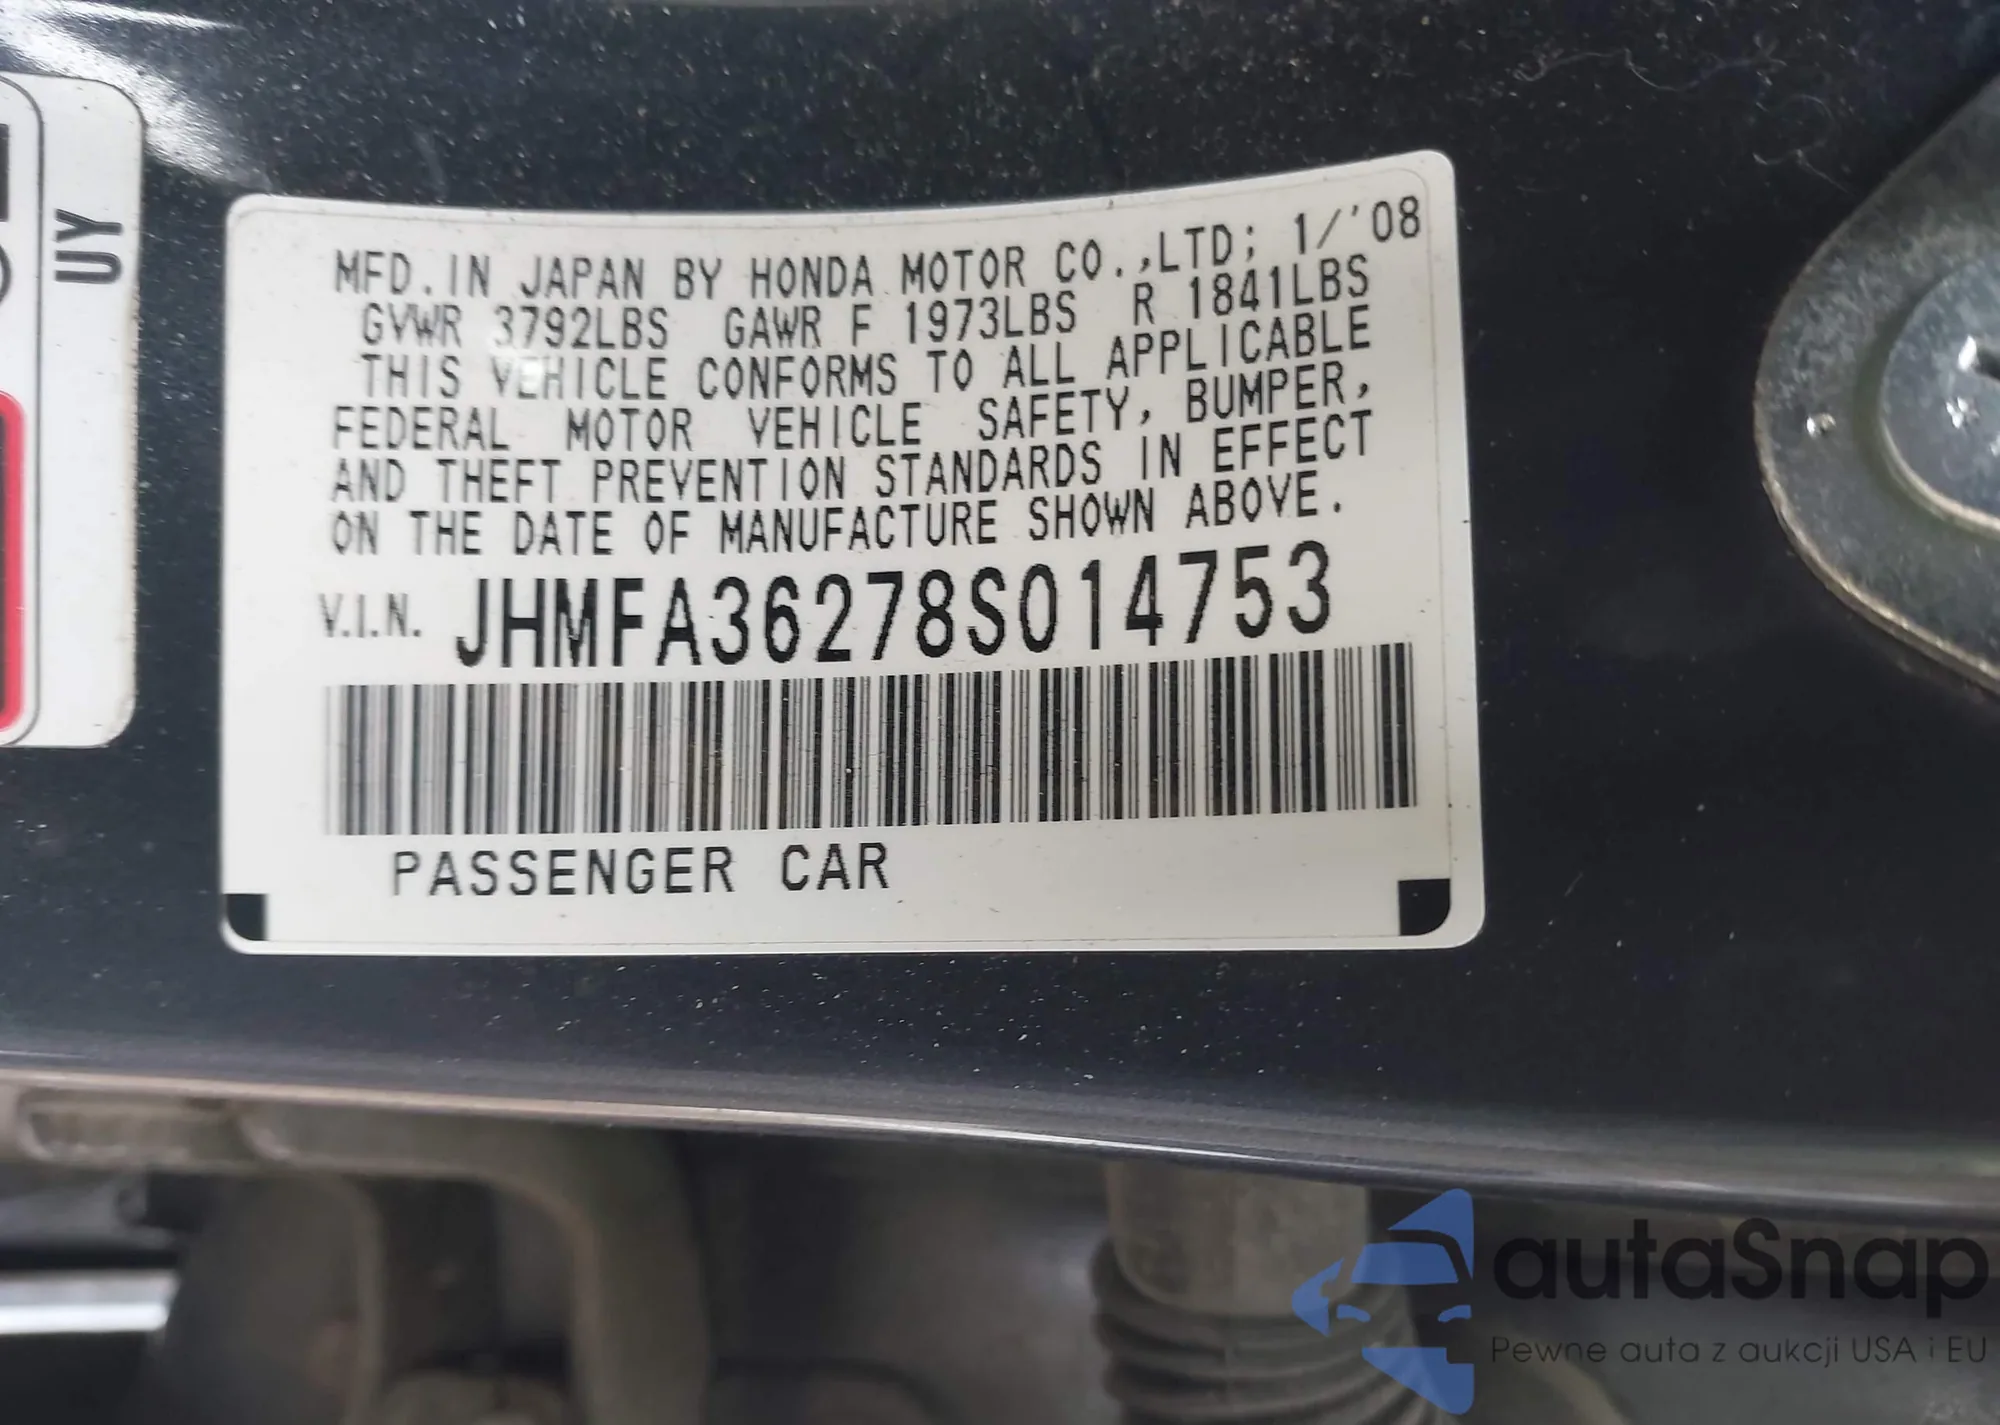 UY
MFD. IN JAPAN BY HONDA MOTOR CO.,LTD; 1/'08
GVWR 3792LBS GAWR F 1973LBS R 1841LBS
THIS VEHICLE CONFORMS TO ALL APPLICABLE
FEDERAL MOTOR VEHICLE SAFETY, BUMPER,
AND THEFT PREVENTION STANDARDS IN EFFECT
ON THE DATE OF MANUFACTURE SHOWN ABOVE.
V.I.N. JHMFA36278S014753
PASSENGER CAR
autaSnap
Pewne auta z aukcji USA i EU